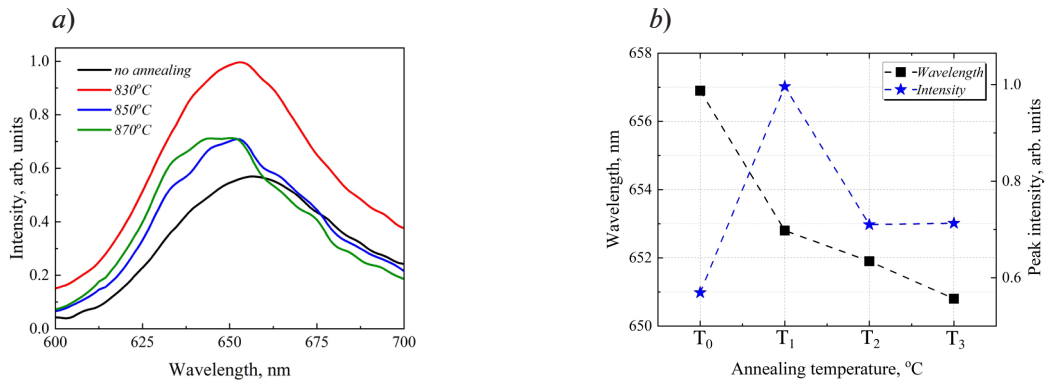 a)
Intensity, arb. units
1.0
0.8
0.6
0.4
0.2
0.0
no annealing
830°C
850°C
870°C
600
625
650
675
700
Wavelength, nm
b)
Wavelength, nm
658
656
654
652
650
Wavelength
Intensity
1.0
0.8
0.6
Peak intensity, arb. units
T₀
T₁
T₂
T₃
Annealing temperature, °C